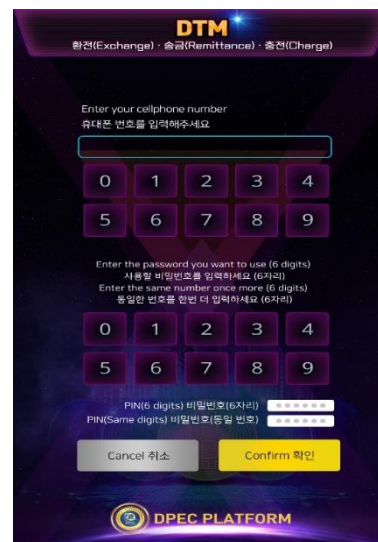 DTM
환전(Exchange) · 송금(Remittance) · 충전(Charge)
Enter your cellphone number
휴대폰 번호를 입력해주세요
0 1 2 3 4
5 6 7 8 9
Enter the password you want to use (6 digits)
사용할 비밀번호를 입력하세요 (6자리)
Enter the same number once more (6 digits)
동일한 번호를 한번 더 입력하세요 (6자리)
0 1 2 3 4
5 6 7 8 9
PIN(6 digits) 비밀번호(6자리)
PIN(Same digits) 비밀번호(동일 번호)
Cancel 취소 Confirm 확인
DPEC PLATFORM